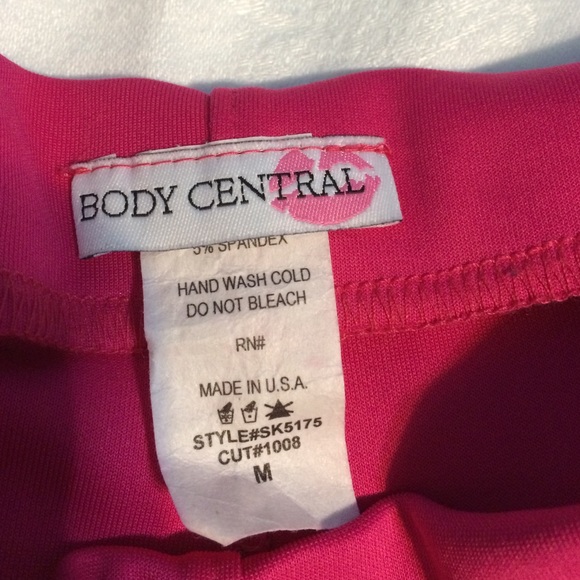 BODY CENTRAL
5% SPANDEX
HAND WASH COLD
DO NOT BLEACH
RN#
MADE IN U.S.A.
STYLE#SK5175
CUT#1008
M